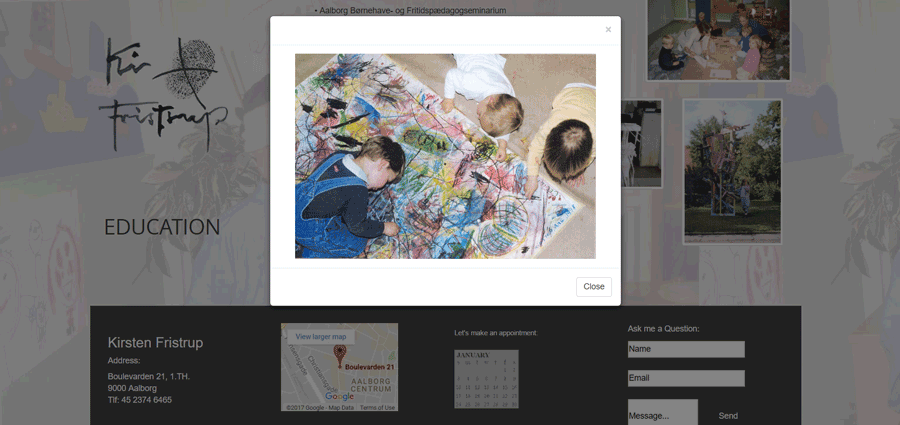 • Aalborg Børnehave- og Fritidspædagogseminarium
×
Kir
Fristrup
EDUCATION
Close
Kirsten Fristrup
Address:
Boulevarden 21, 1.TH.
9000 Aalborg
Tlf: 45 2374 6465
View larger map
Boulevarden 21
AALBORG
CENTRUM
Google
©2017 Google
Map Data
Terms of Use
Let's make an appointment:
JANUARY
Ask me a Question:
Name
Email
Message...
Send